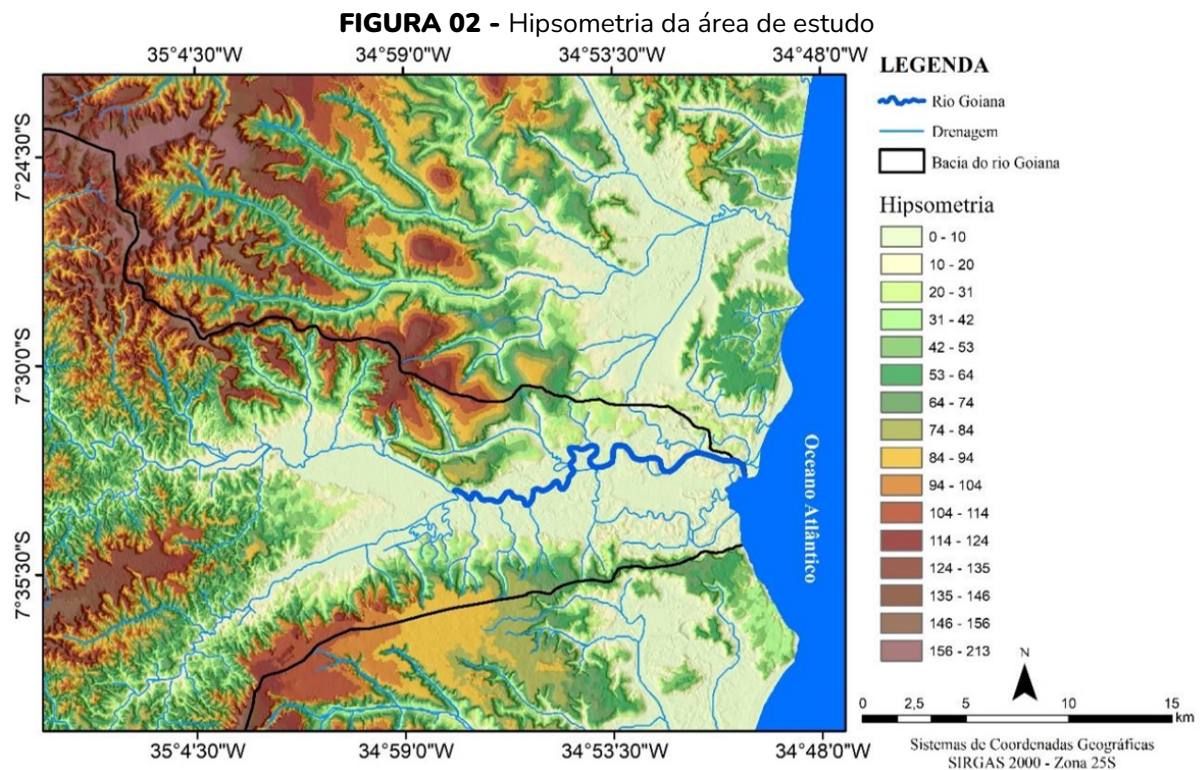 FIGURA 02 - Hipsometria da área de estudo
35°4'30"W 34°59'0"W 34°53'30"W 34°48'0"W
7°24'30"S
7°30'0"S
7°35'30"S
Oceano Atlântico
35°4'30"W 34°59'0"W 34°53'30"W 34°48'0"W
LEGENDA
Rio Goiana
Drenagem
Bacia do rio Goiana
Hipsometria
0 - 10
10 - 20
20 - 31
31 - 42
42 - 53
53 - 64
64 - 74
74 - 84
84 - 94
94 - 104
104 - 114
114 - 124
124 - 135
135 - 146
146 - 156
156 - 213
N
0 2,5 5 10 15
km
Sistemas de Coordenadas Geográficas
SIRGAS 2000 - Zona 25S